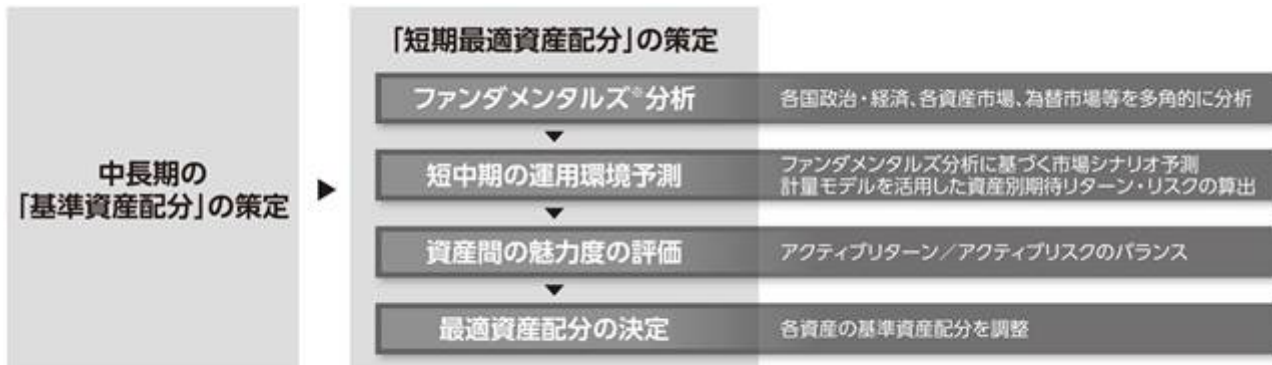 中長期の
「基準資産配分」の策定
▶
「短期最適資産配分」の策定
ファンダメンタルズ※分析
各国政治・経済、各資産市場、為替市場等を多角的に分析
▼
短中期の運用環境予測
ファンダメンタルズ分析に基づく市場シナリオ予測
計量モデルを活用した資産別期待リターン・リスクの算出
▼
資産間の魅力度の評価
アクティブリターン／アクティブリスクのバランス
▼
最適資産配分の決定
各資産の基準資産配分を調整